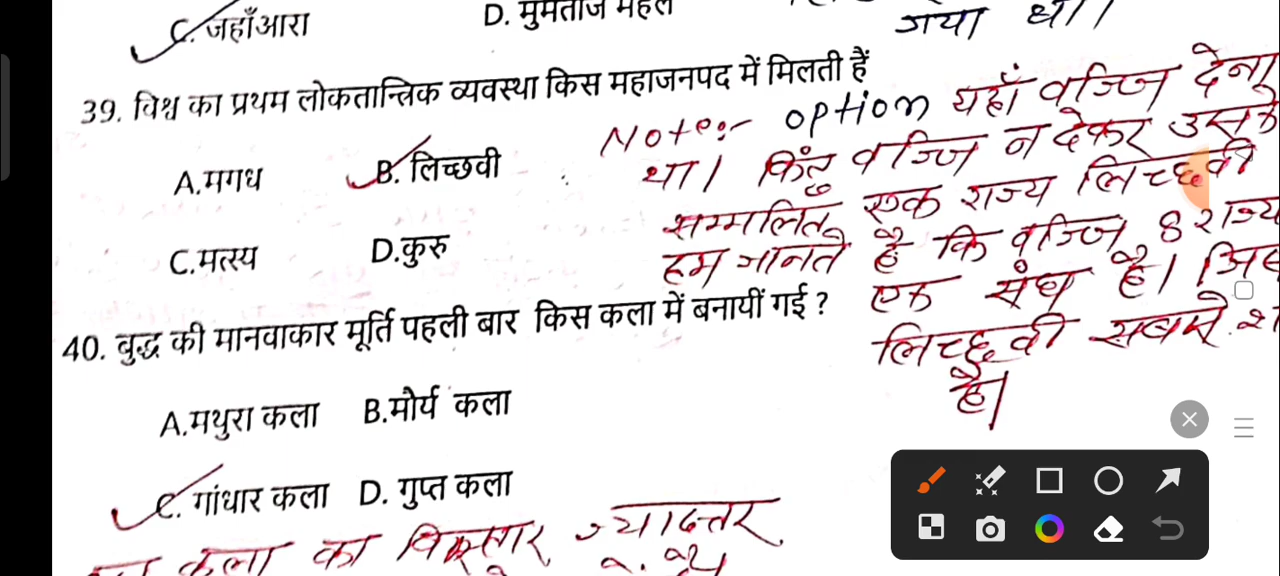 C. जहाँआरा D. मुमताज महल
गया था।
39. विश्व का प्रथम लोकतान्त्रिक व्यवस्था किस महाजनपद में मिलती हैं
Note:- option यहाँ वज्जि देना
A.मगध B. लिच्छवी
था। किंतु वज्जि न देकर उसके
सम्मलित एक राज्य लिच्छवी
C.मत्स्य D.कुरु
हम मानते है कि वज्जि 8 राज्य
एक संघ है।
40. बुद्ध की मानवाकार मूर्ति पहली बार किस कला में बनायीं गई ?
लिच्छवी सबसे
है।
A.मथुरा कला B.मौर्य कला
C. गांधार कला D. गुप्त कला
कला का विस्तार ज्यादातर